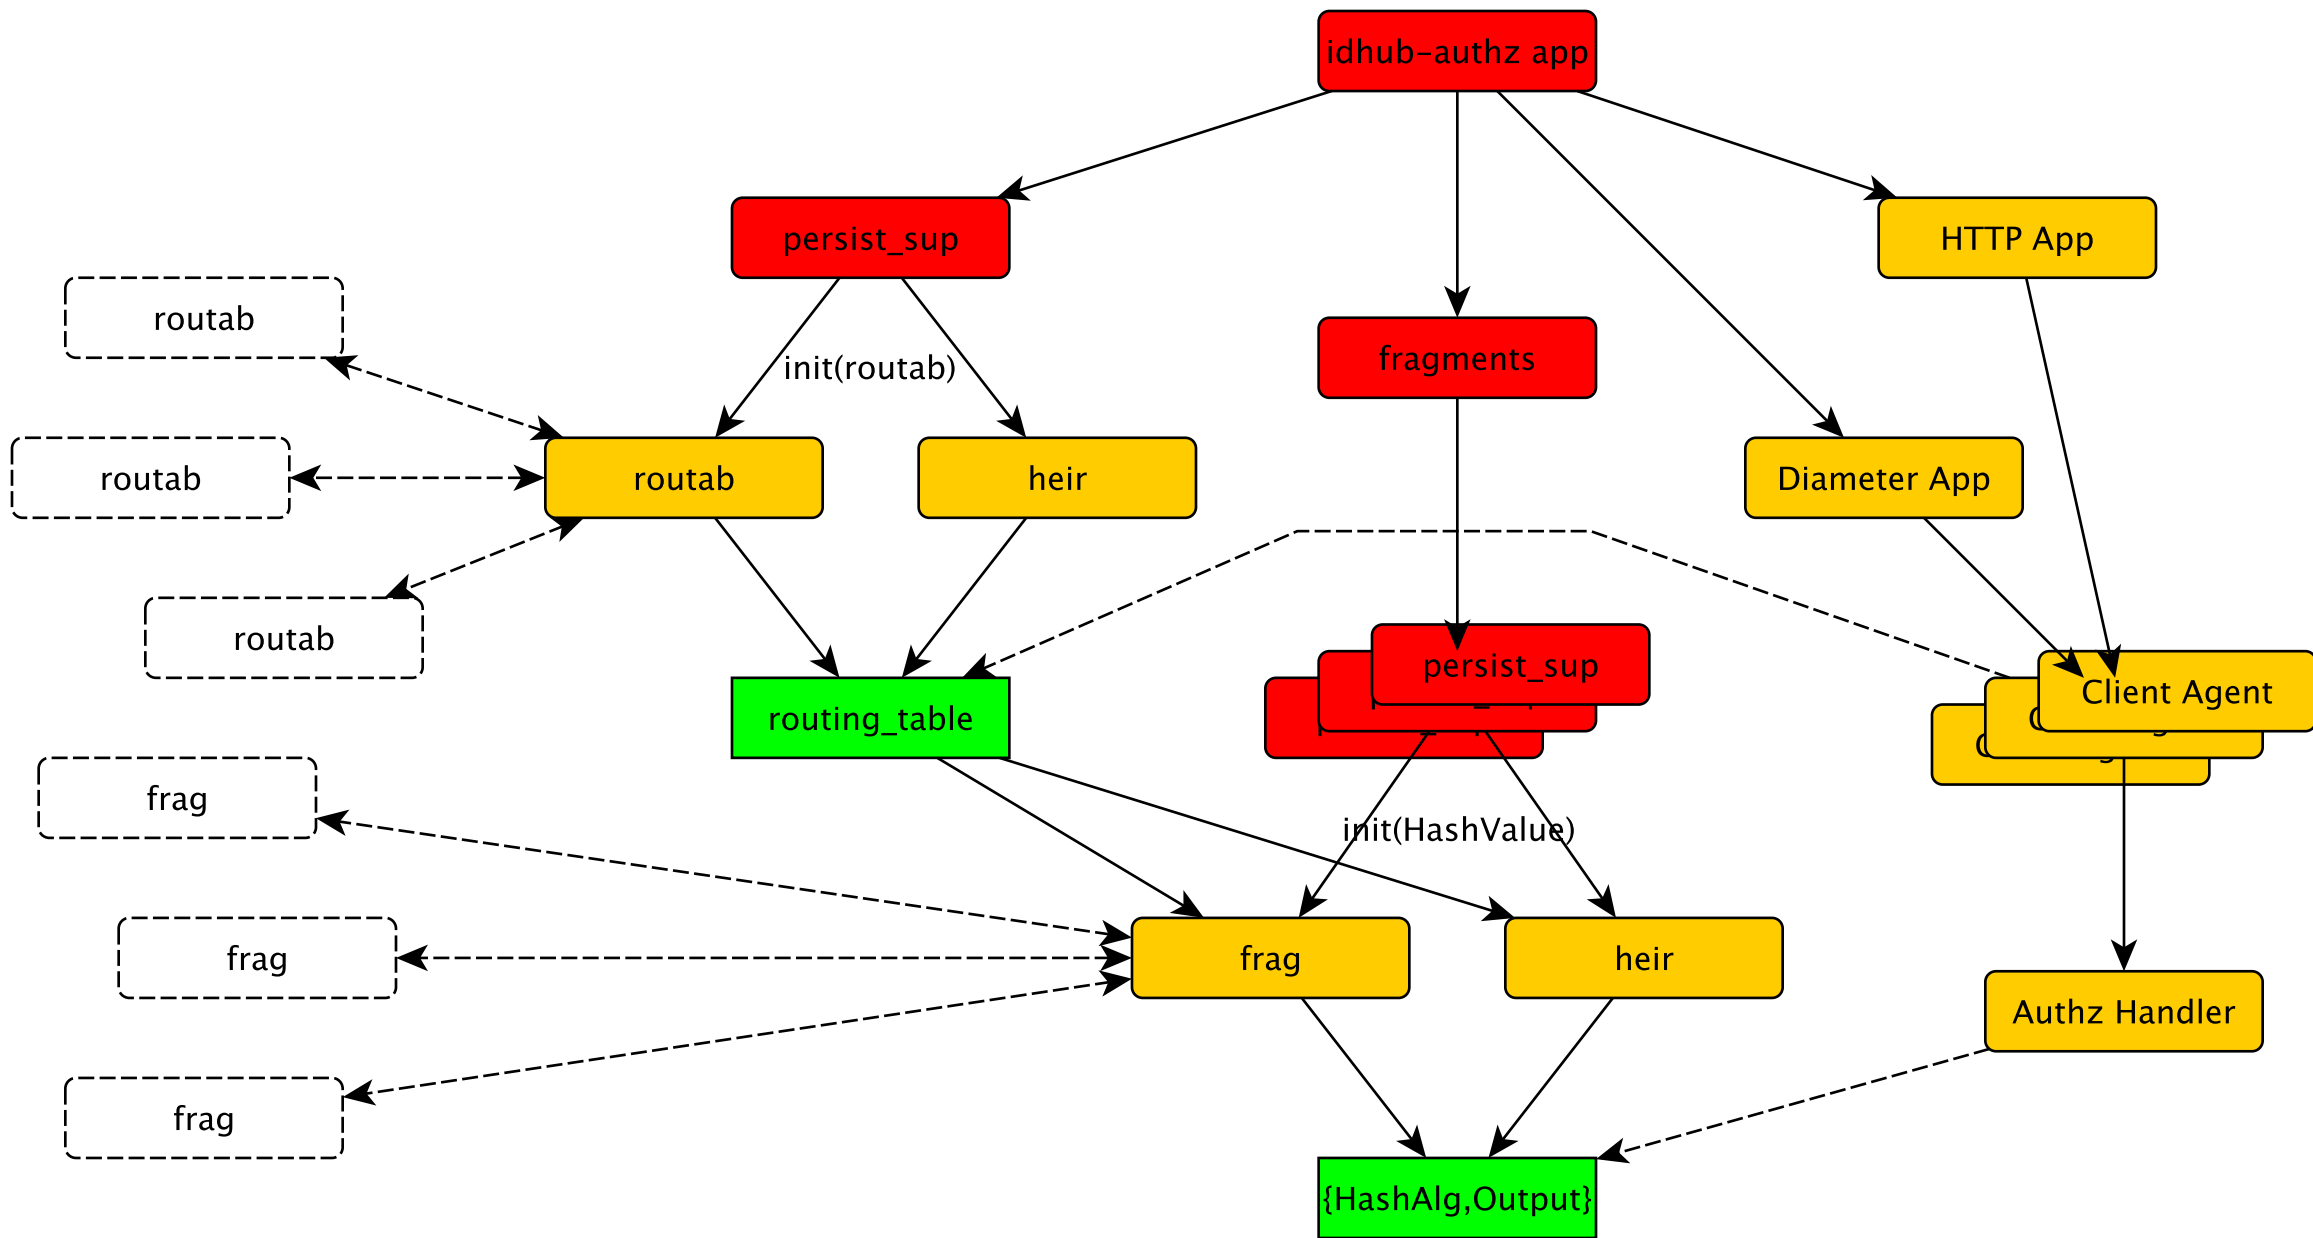 idhub-authz app
persist_sup
HTTP App
routab
fragments
init(routab)
routab
routab
heir
Diameter App
routab
persist_sup
Client Agent
routing_table
frag
init(HashValue)
frag
frag
heir
Authz Handler
frag
{HashAlg,Output}